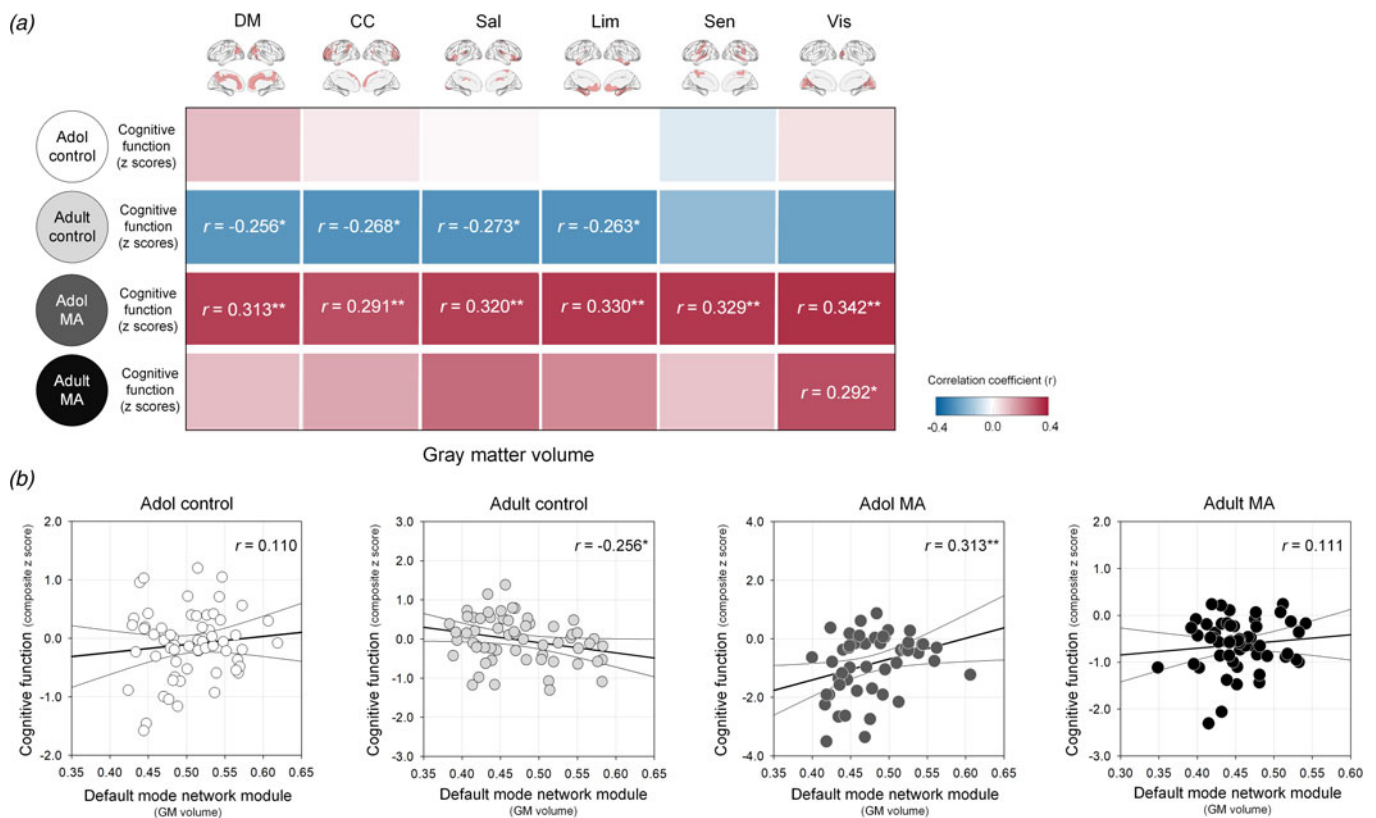 (a)
DM CC Sal Lim Sen Vis
Adol
control
Cognitive
function
(z scores)
Adult
control
Cognitive
function
(z scores)
r = -0.256* r = -0.268* r = -0.273* r = -0.263*
Adol
MA
Cognitive
function
(z scores)
r = 0.313** r = 0.291** r = 0.320** r = 0.330** r = 0.329** r = 0.342**
Adult
MA
Cognitive
function
(z scores)
r = 0.292*
Correlation coefficient (r)
-0.4 0.0 0.4
Gray matter volume
(b)
Adol control
r = 0.110
Cognitive function (composite z score)
2.0
1.0
0.0
-1.0
-2.0
0.35 0.40 0.45 0.50 0.55 0.60 0.65
Default mode network module
(GM volume)
Adult control
r = -0.256*
Cognitive function (composite z score)
3.0
2.0
1.0
0.0
-1.0
-2.0
-3.0
0.35 0.40 0.45 0.50 0.55 0.60 0.65
Default mode network module
(GM volume)
Adol MA
r = 0.313**
Cognitive function (composite z score)
4.0
2.0
0.0
-2.0
-4.0
0.35 0.40 0.45 0.50 0.55 0.60 0.65
Default mode network module
(GM volume)
Adult MA
r = 0.111
Cognitive function (composite z score)
2.0
1.0
0.0
-1.0
-2.0
-3.0
0.30 0.35 0.40 0.45 0.50 0.55 0.60
Default mode network module
(GM volume)